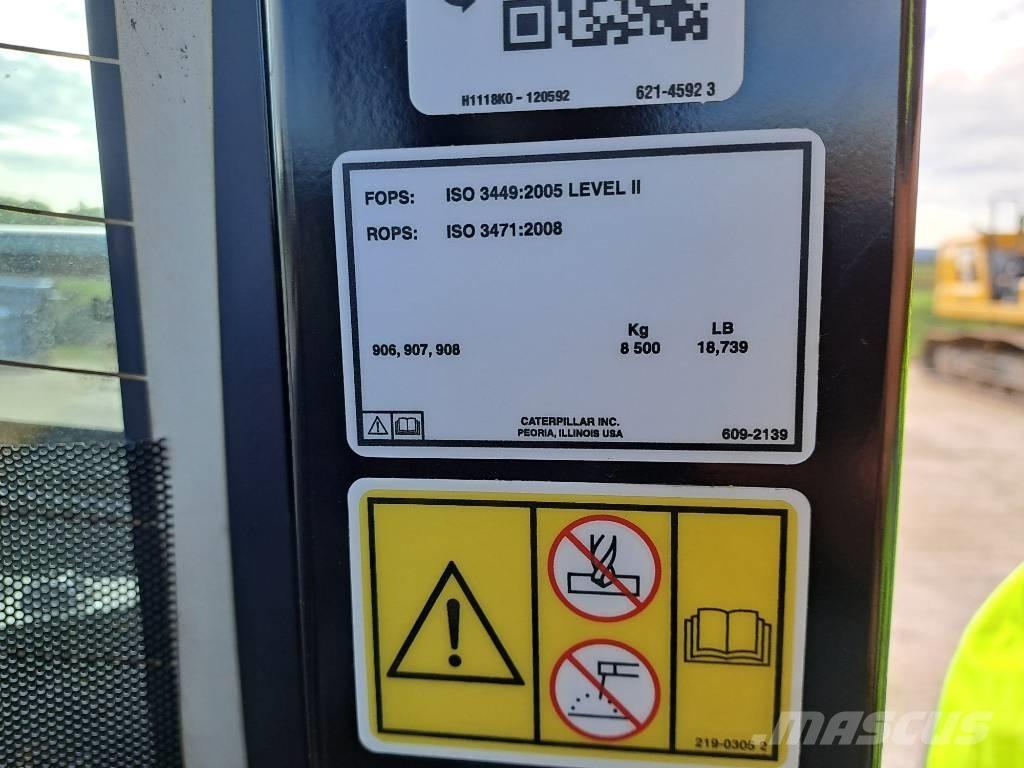 H1118K0 - 120592 621-4592 3
FOPS: ISO 3449:2005 LEVEL II
ROPS: ISO 3471:2008
Kg LB
906, 907, 908 8 500 18,739
CATERPILLAR INC.
PEORIA, ILLINOIS USA
609-2139
219-0305 2
MASCUS